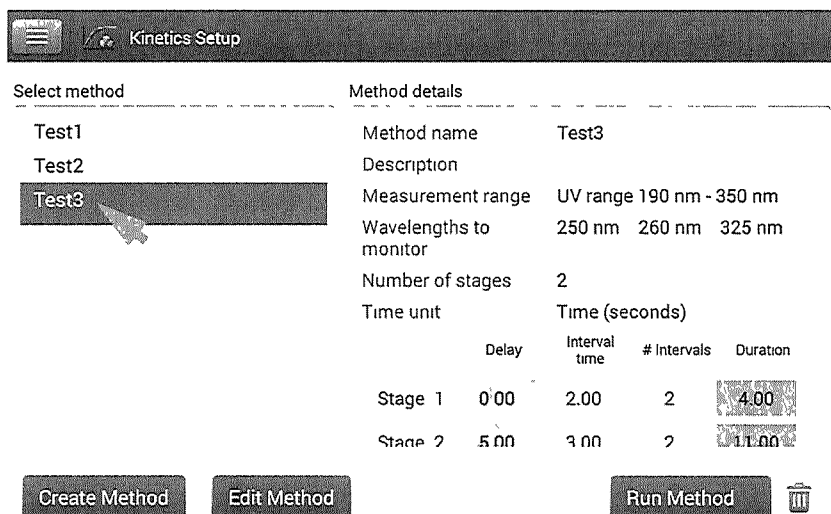 Kinetics Setup
Select method
Test1
Test2
Test3
Method details
Method name Test3
Description
Measurement range UV range 190 nm - 350 nm
Wavelengths to monitor 250 nm 260 nm 325 nm
Number of stages 2
Time unit Time (seconds)
Delay Interval time # Intervals Duration
Stage 1 0.00 2.00 2 4.00
Stage 2 5.00 3.00 2 11.00
Create Method Edit Method Run Method